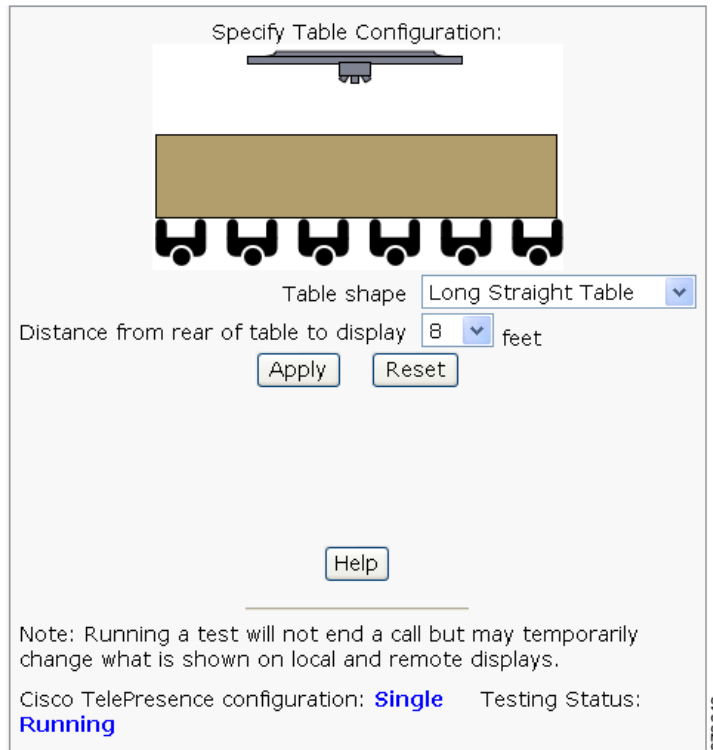 Specify Table Configuration:
Table shape Long Straight Table
Distance from rear of table to display 8 feet
Apply Reset
Help
Note: Running a test will not end a call but may temporarily
change what is shown on local and remote displays.
Cisco TelePresence configuration: Single Testing Status:
Running